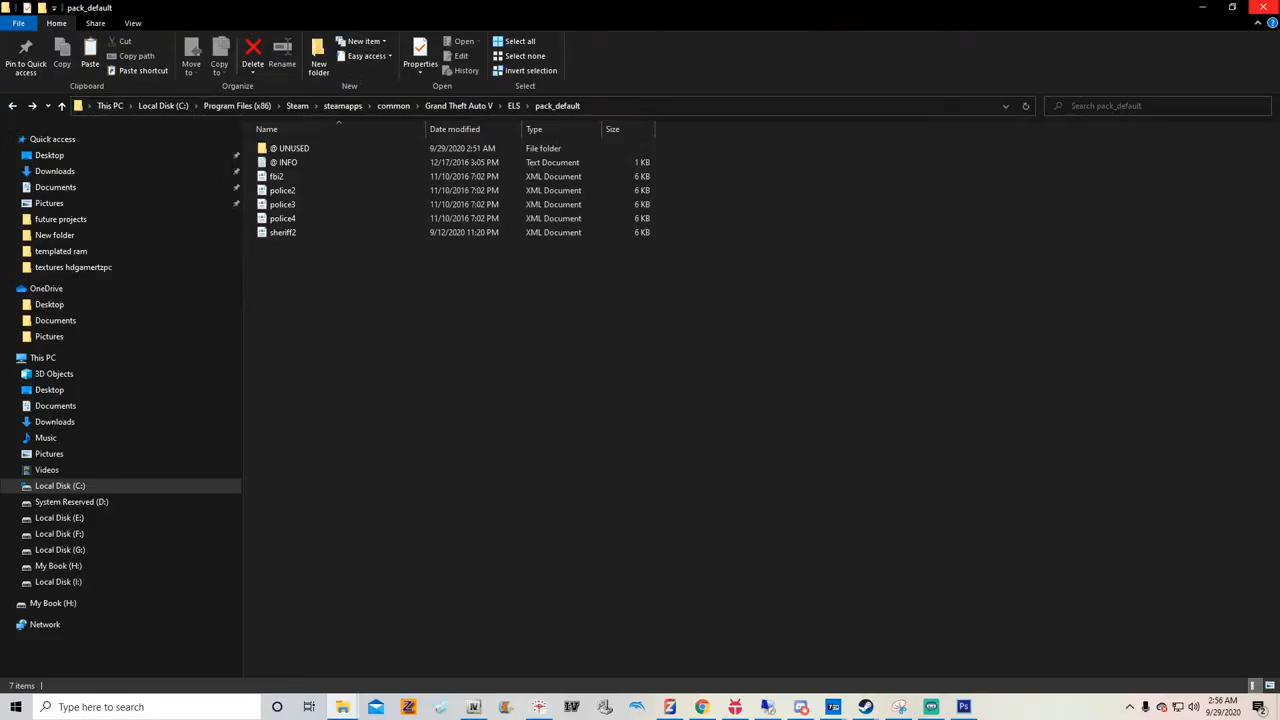 pack_default
File Home Share View
Pin to Quick access
Copy
Paste
Cut
Copy path
Paste shortcut
Clipboard
Move to
Copy to
Delete
Rename
Organize
New folder
New item
Easy access
New
Properties
Open
Edit
History
Open
Select all
Select none
Invert selection
Select
This PC > Local Disk (C:) > Program Files (x86) > Steam > steamapps > common > Grand Theft Auto V > ELS > pack_default
Search pack_default
Name Date modified Type Size
@ UNUSED 9/29/2020 2:51 AM File folder
@ INFO 12/17/2016 3:05 PM Text Document 1 KB
fbi2 11/10/2016 7:02 PM XML Document 6 KB
police2 11/10/2016 7:02 PM XML Document 6 KB
police3 11/10/2016 7:02 PM XML Document 6 KB
police4 11/10/2016 7:02 PM XML Document 6 KB
sheriff2 9/12/2020 11:20 PM XML Document 6 KB
Quick access
Desktop
Downloads
Documents
Pictures
future projects
New folder
templated ram
textures hdgamertzpc
OneDrive
Desktop
Documents
Pictures
This PC
3D Objects
Desktop
Documents
Downloads
Music
Pictures
Videos
Local Disk (C:)
System Reserved (D:)
Local Disk (E:)
Local Disk (F:)
Local Disk (G:)
My Book (H:)
Local Disk (I:)
My Book (H:)
Network
7 items
Type here to search
Ps
2:56 AM
9/29/2020